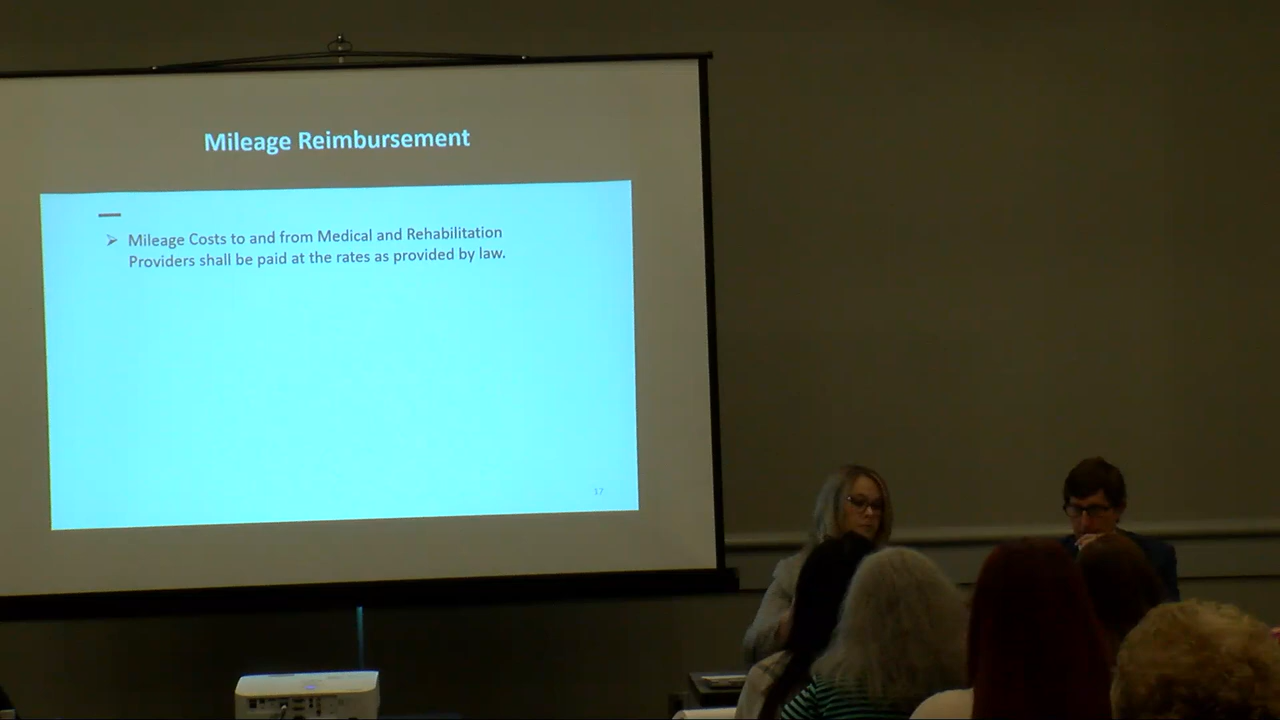 Mileage Reimbursement
➢ Mileage Costs to and from Medical and Rehabilitation
Providers shall be paid at the rates as provided by law.
17